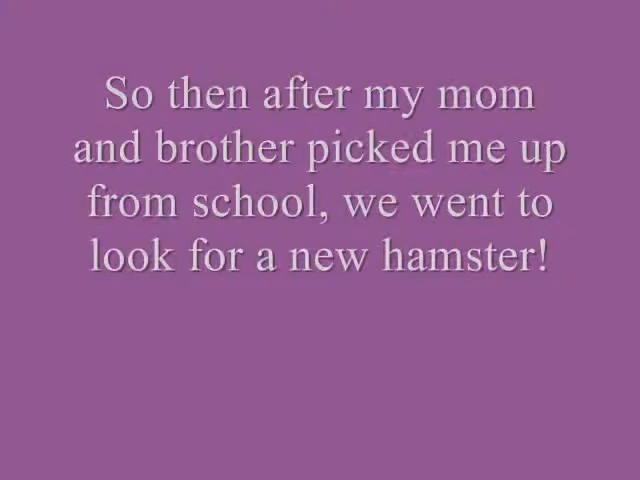 So then after my mom
and brother picked me up
from school, we went to
look for a new hamster!